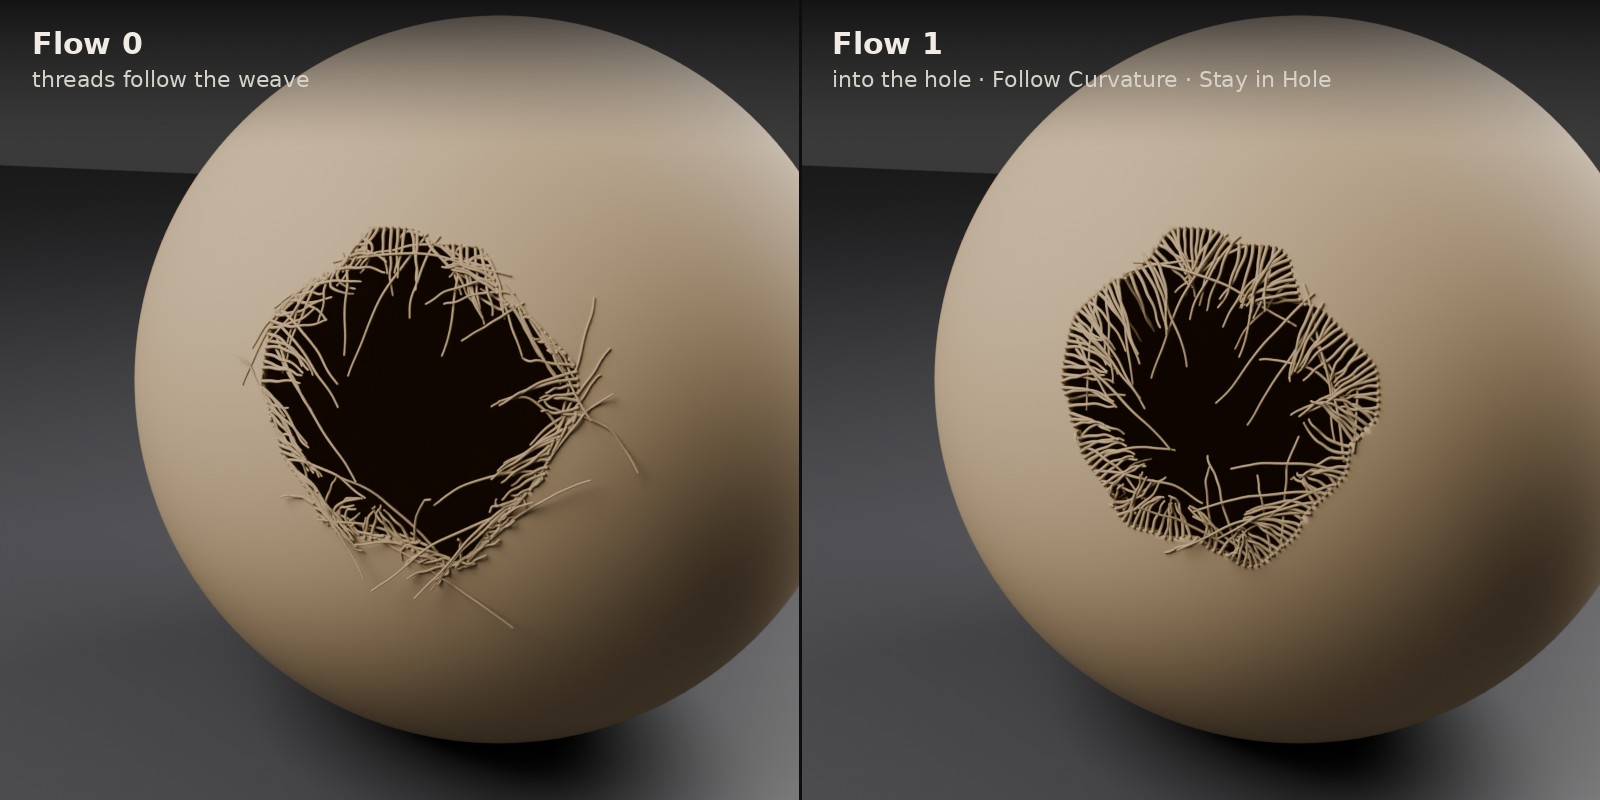 Flow 0
threads follow the weave
Flow 1
into the hole · Follow Curvature · Stay in Hole